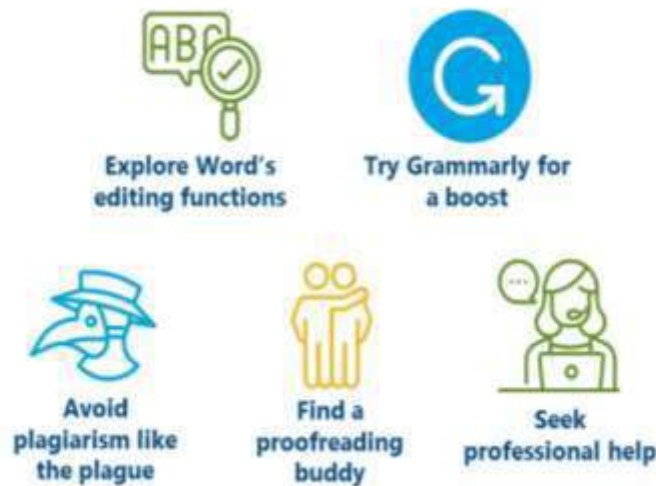 ABC
Explore Word's
editing functions
Try Grammarly for
a boost
Avoid
plagiarism like
the plague
Find a
proofreading
buddy
Seek
professional help